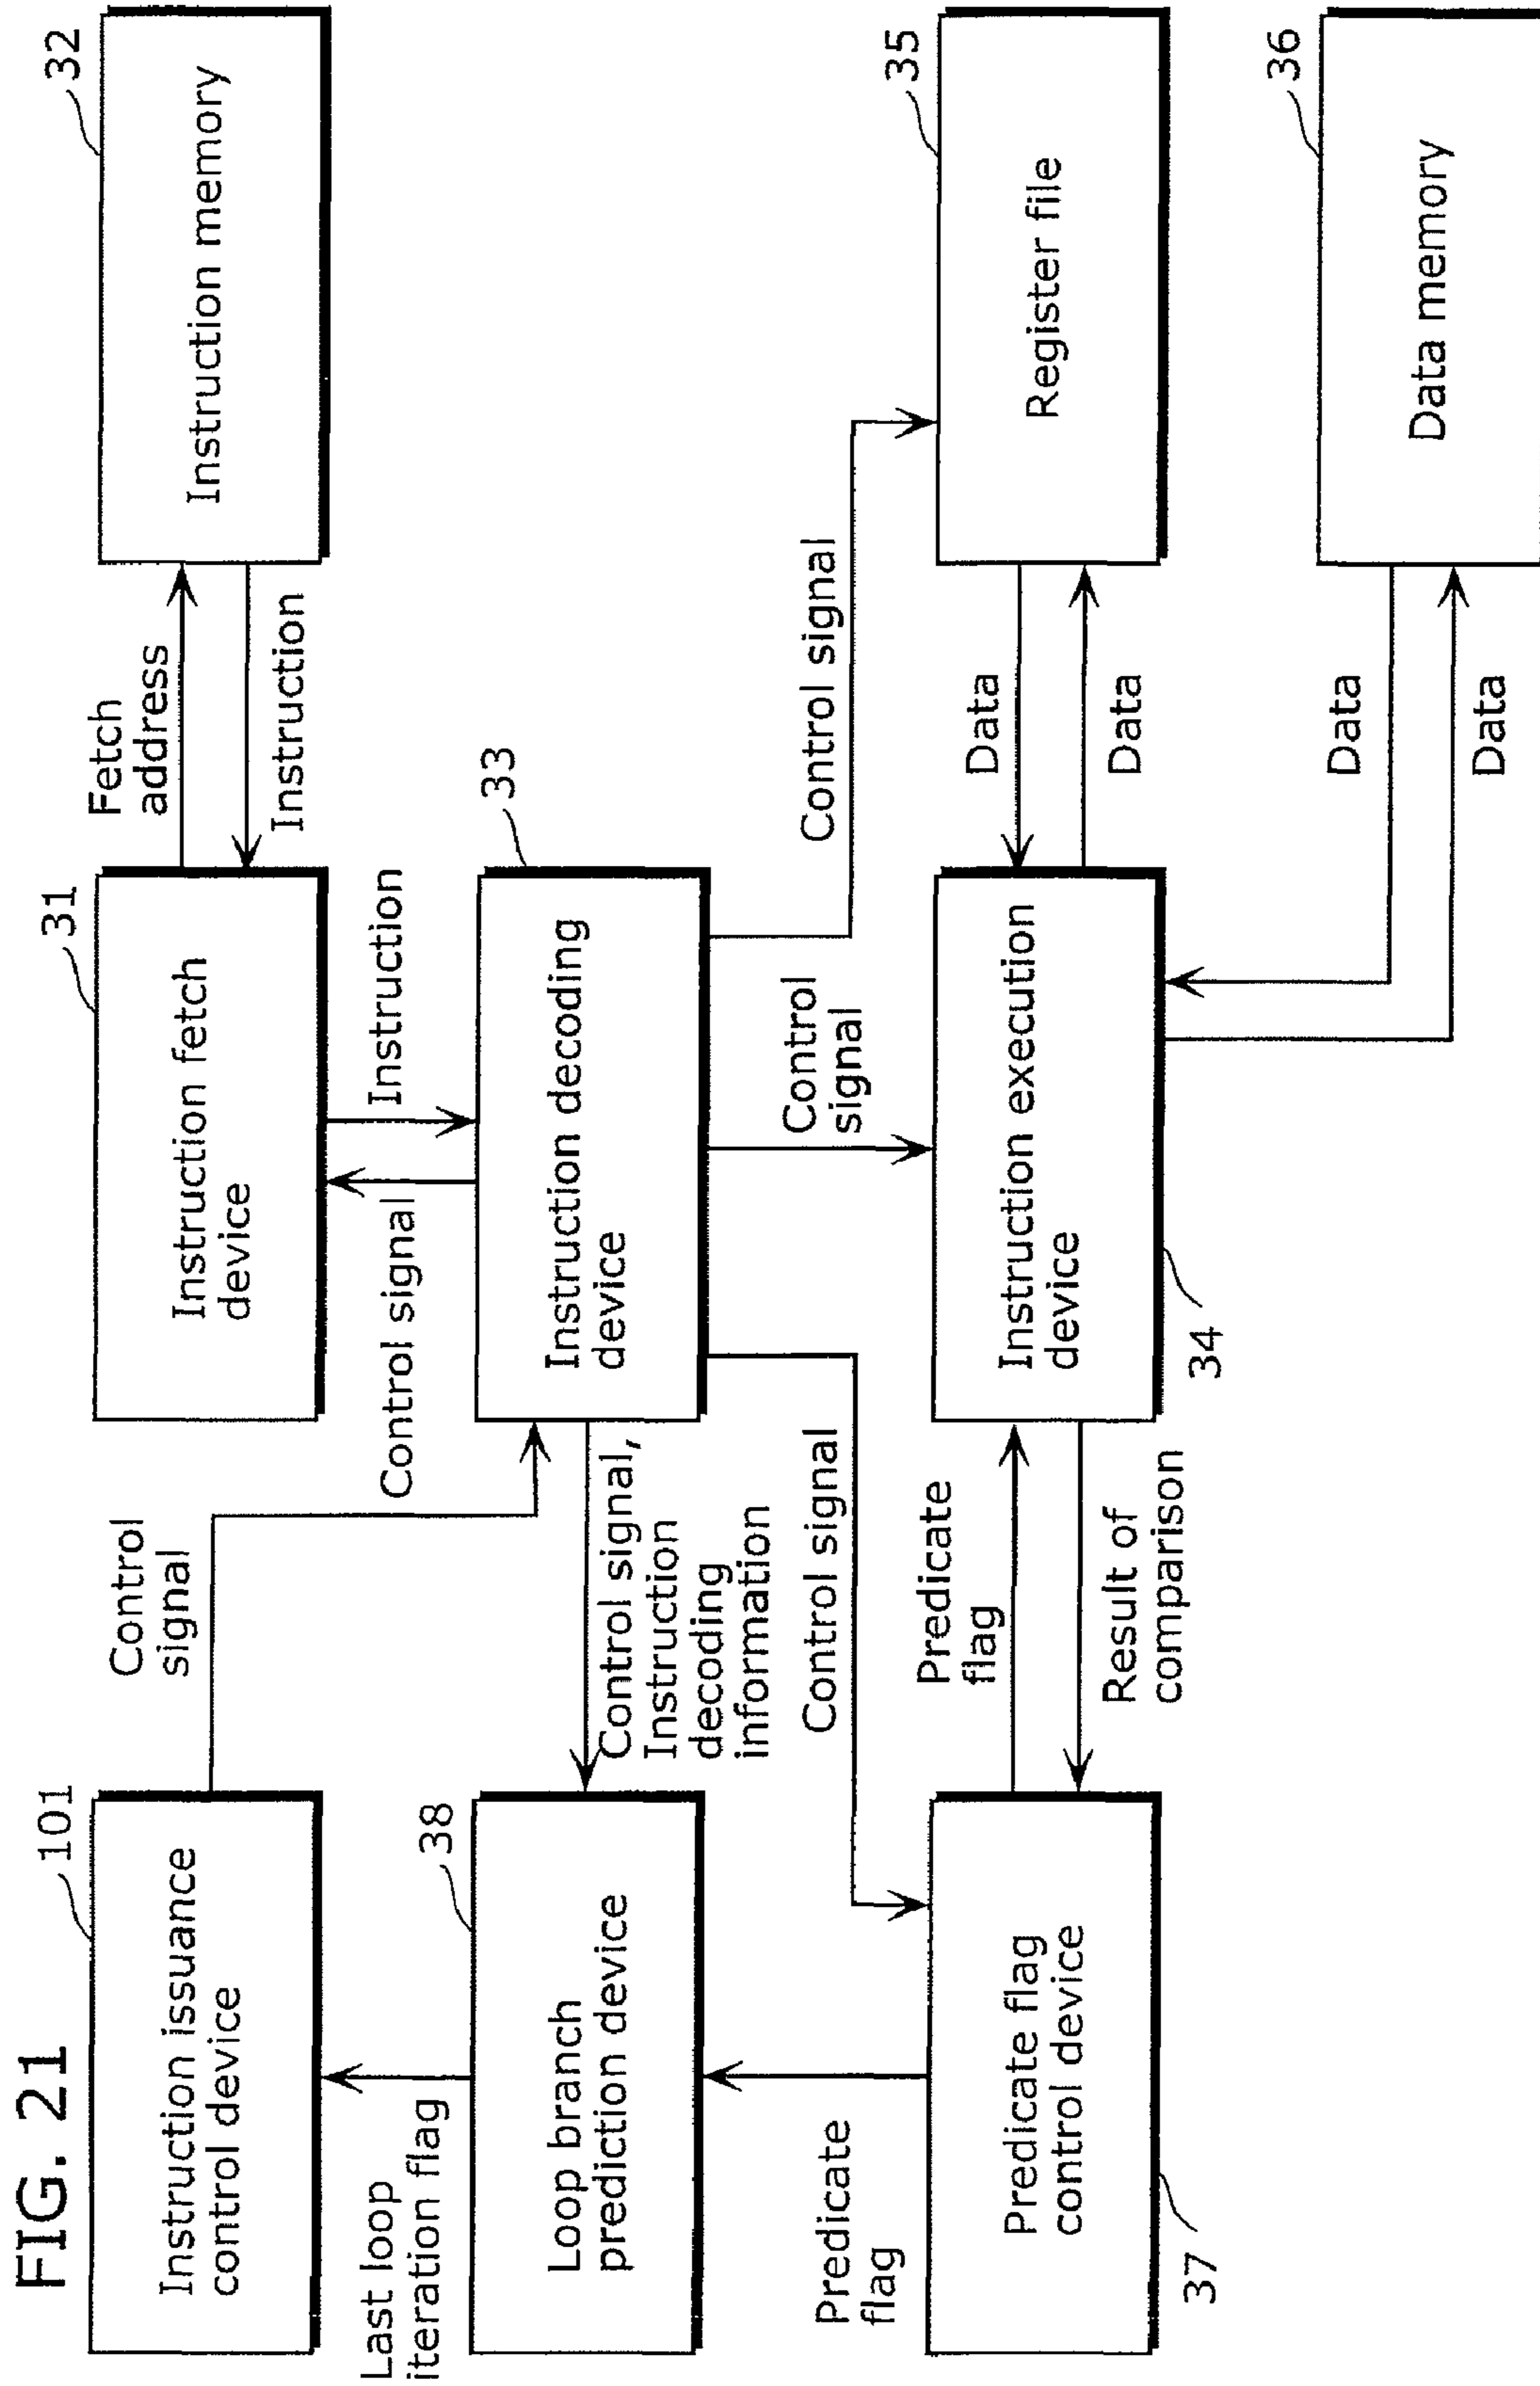 FIG. 21
101
Instruction issuance
control device
Control
signal
31
Instruction fetch
device
Fetch
address
Instruction
32
Instruction memory
Last loop
iteration flag
Control signal
Instruction
38
Loop branch
prediction device
Control signal,
Instruction
decoding
information
33
Instruction decoding
device
Predicate
flag
Control signal
Control
signal
Control signal
37
Predicate flag
control device
Predicate
flag
Result of
comparison
34
Instruction execution
device
Data
Data
35
Register file
Data
Data
36
Data memory